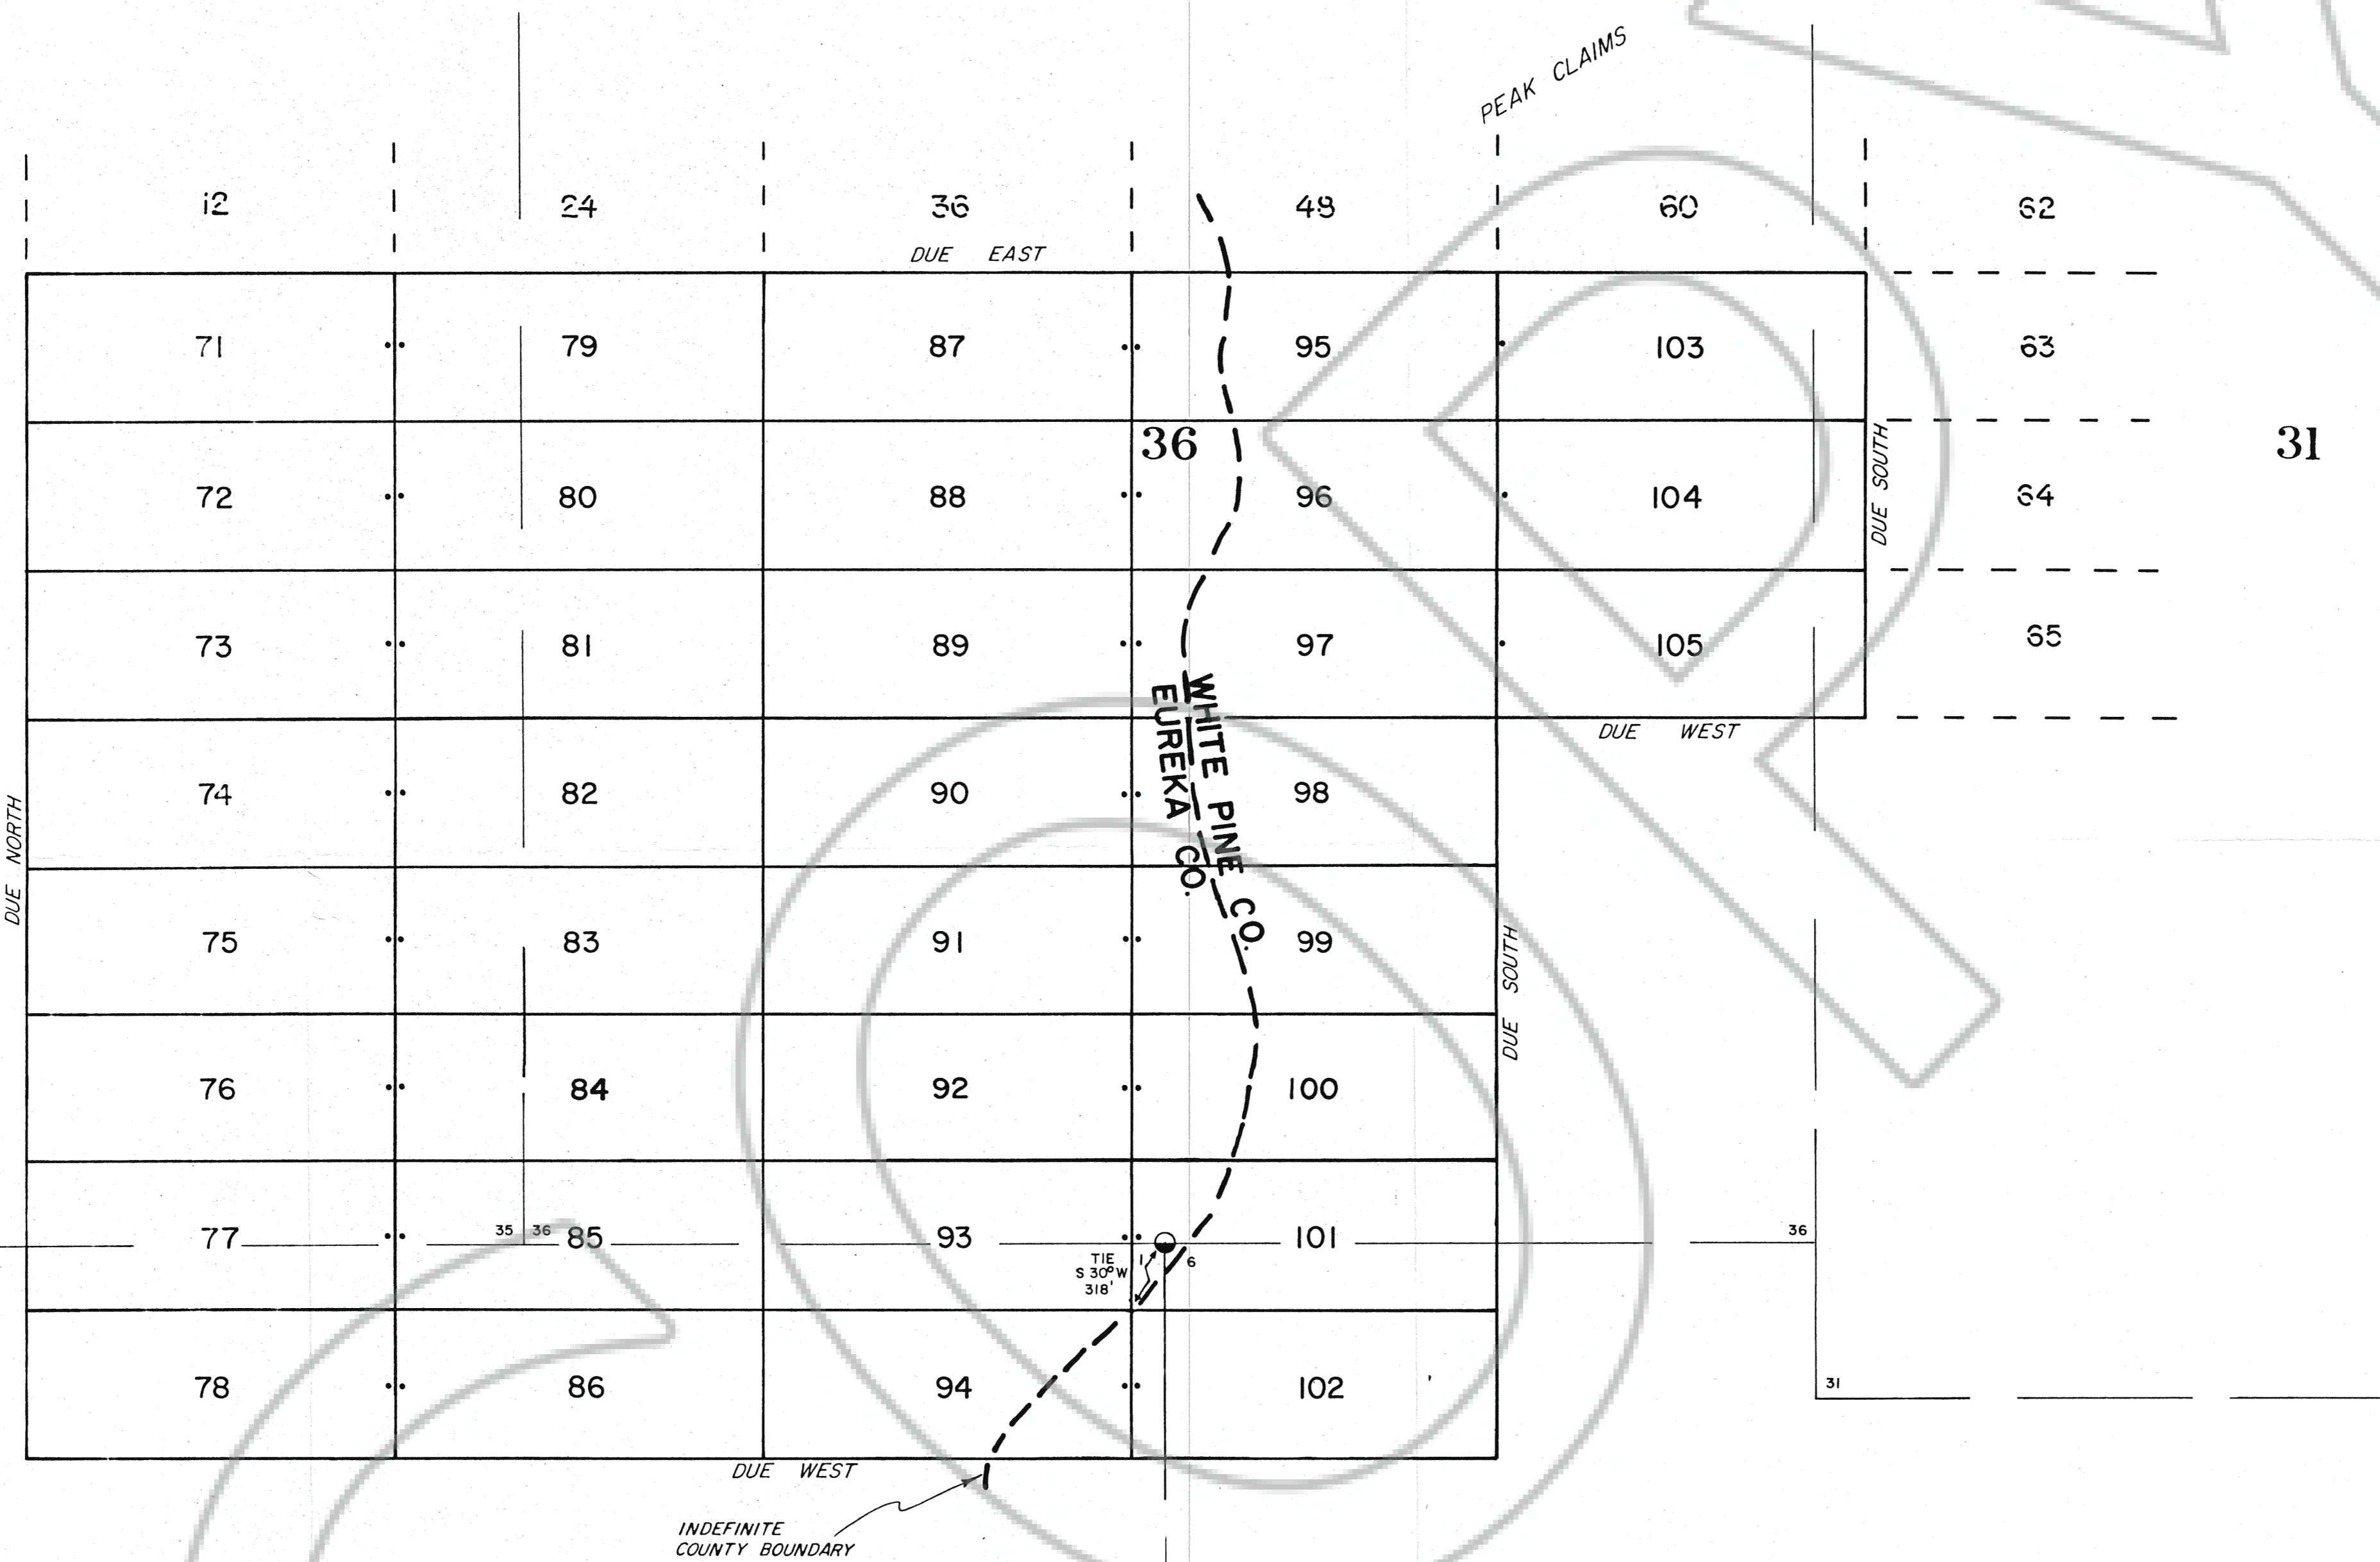 PEAK CLAIMS
12 24 36 48 60 62
DUE EAST
71 79 87 95 103 63
36 31
72 80 88 96 104 64
DUE SOUTH
73 81 89 97 105 65
WHITE PINE CO.
EUREKA CO.
DUE WEST
74 82 90 98
DUE NORTH
75 83 91 99
DUE SOUTH
76 84 92 100
77 35 36 85 93 101 36
TIE 1 6
S 30° W
318'
78 86 94 102 31
DUE WEST
INDEFINITE
COUNTY BOUNDARY